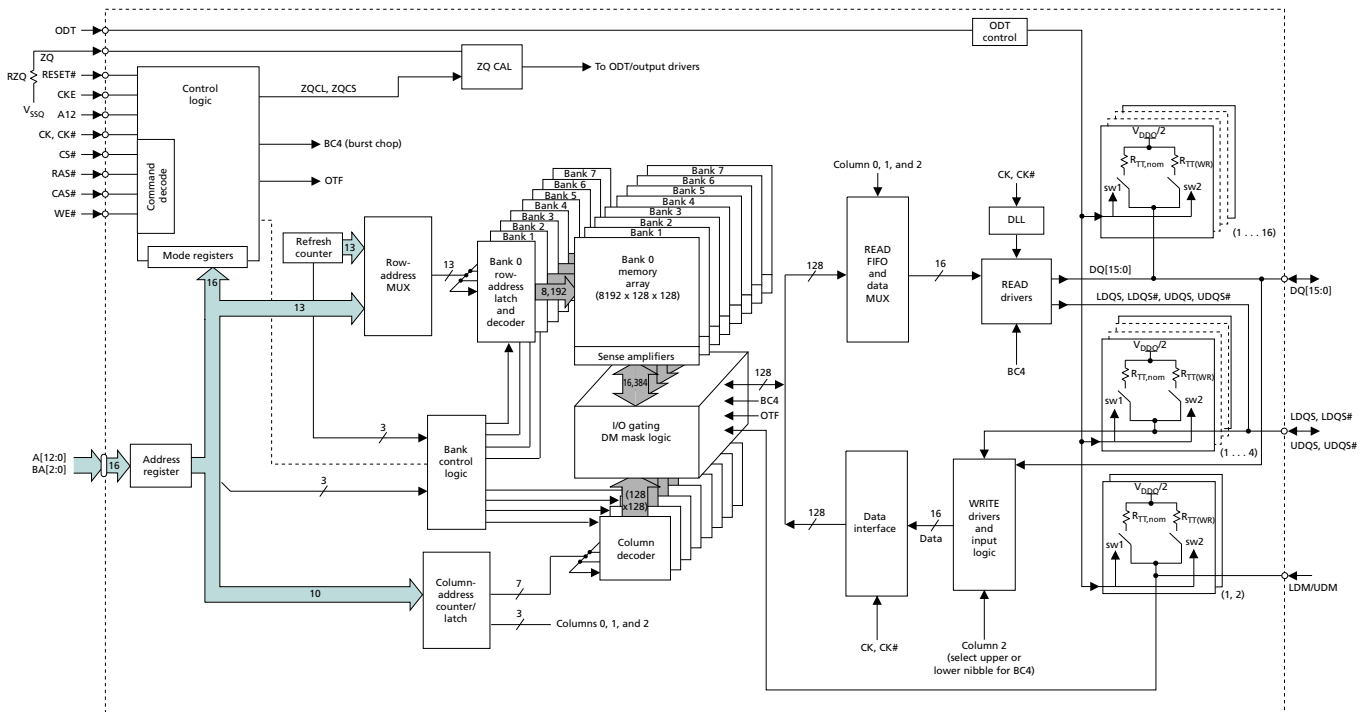 ODT
ODT
control
ZQ
RZQ
VSSQ
RESET#
CKE
A12
CK, CK#
CS#
RAS#
CAS#
WE#
Control
logic
Command
decode
Mode registers
ZQ CAL
To ODT/output drivers
ZQCL, ZQCS
BC4 (burst chop)
OTF
Refresh
counter
13
Row-
address
MUX
13
16
13
Bank 7
Bank 6
Bank 5
Bank 4
Bank 3
Bank 2
Bank 1
Bank 0
row-
address
latch
and
decoder
8,192
Bank 7
Bank 6
Bank 5
Bank 4
Bank 3
Bank 2
Bank 1
Bank 0
memory
array
(8192 x 128 x 128)
Sense amplifiers
16,384
I/O gating
DM mask logic
128
BC4
OTF
(128
x128)
Column
decoder
3
Bank
control
logic
3
A[12:0]
BA[2:0]
16
Address
register
10
Column-
address
counter/
latch
7
3
Columns 0, 1, and 2
Column 0, 1, and 2
128
READ
FIFO
and
data
MUX
16
CK, CK#
DLL
READ
drivers
BC4
DQ[15:0]
LDQS, LDQS#, UDQS, UDQS#
VDDQ/2
RTT,nom
RTT(WR)
sw1
sw2
(1 . . . 16)
DQ[15:0]
VDDQ/2
RTT,nom
RTT(WR)
sw1
sw2
(1 . . . 4)
LDQS, LDQS#
UDQS, UDQS#
128
Data
interface
16
Data
WRITE
drivers
and
input
logic
CK, CK#
Column 2
(select upper or
lower nibble for BC4)
VDDQ/2
RTT,nom
RTT(WR)
sw1
sw2
(1, 2)
LDM/UDM